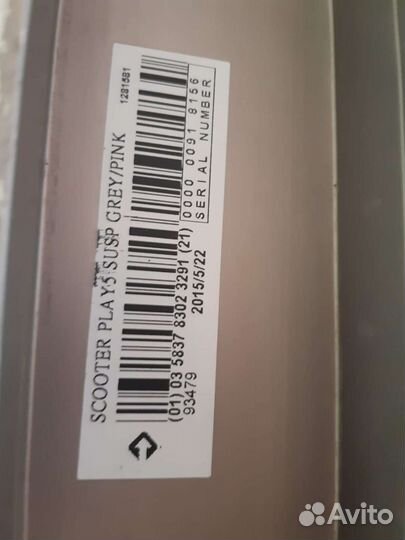 SCOOTER PLAY5 SUSP GREY/PINK
1281581
(01) 03 5837 8302 3291 (21)
0000 0091 8156
SERIAL NUMBER
93479
2015/5/22
Avito